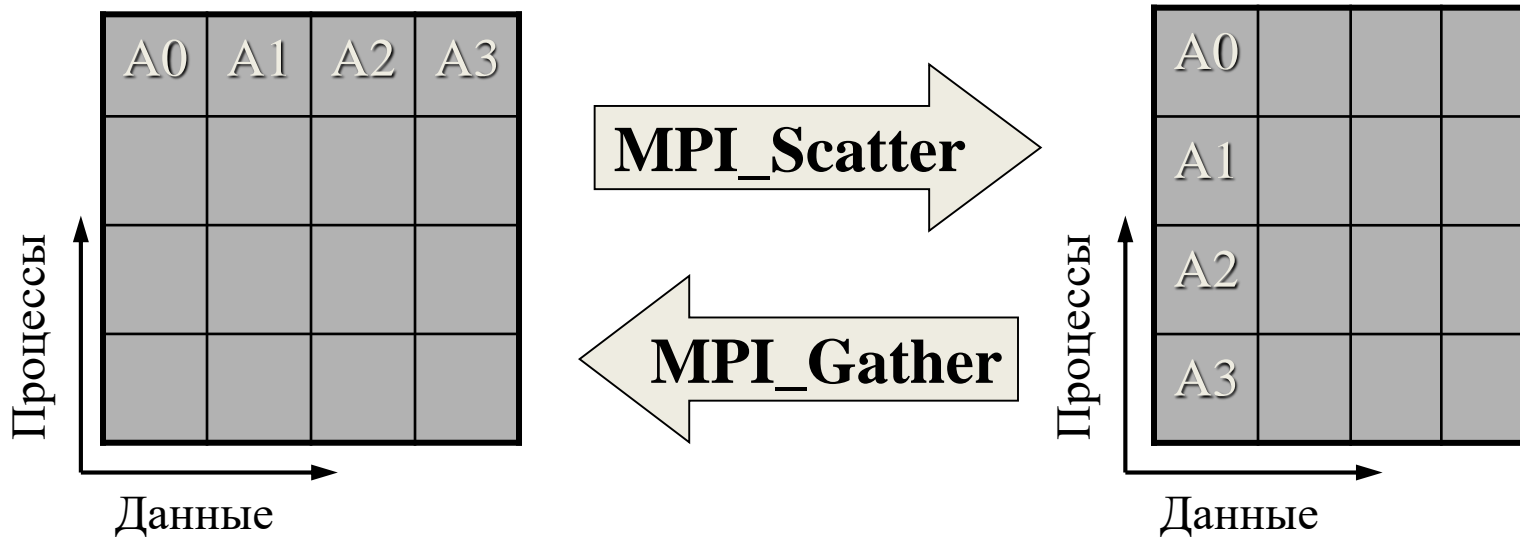 A0 A1 A2 A3
MPI_Scatter
MPI_Gather
Процессы
Данные
A0
A1
A2
A3
Процессы
Данные